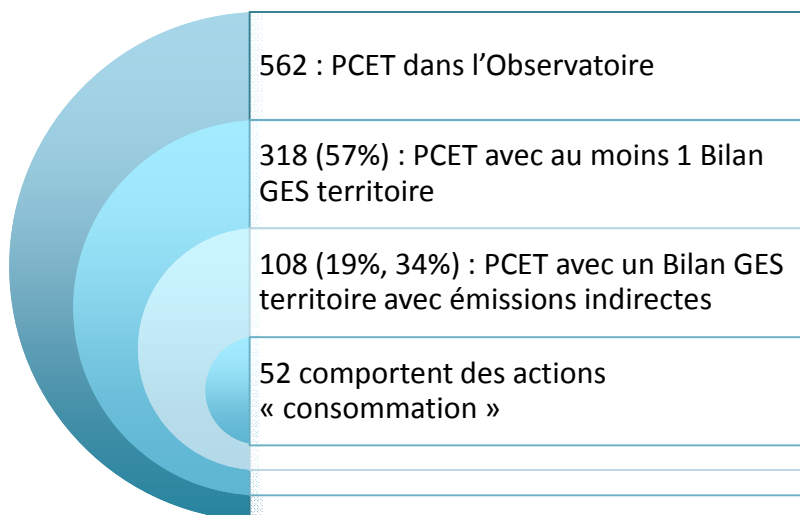 562 : PCET dans l’Observatoire
318 (57%) : PCET avec au moins 1 Bilan
GES territoire
108 (19%, 34%) : PCET avec un Bilan GES
territoire avec émissions indirectes
52 comportent des actions
« consommation »